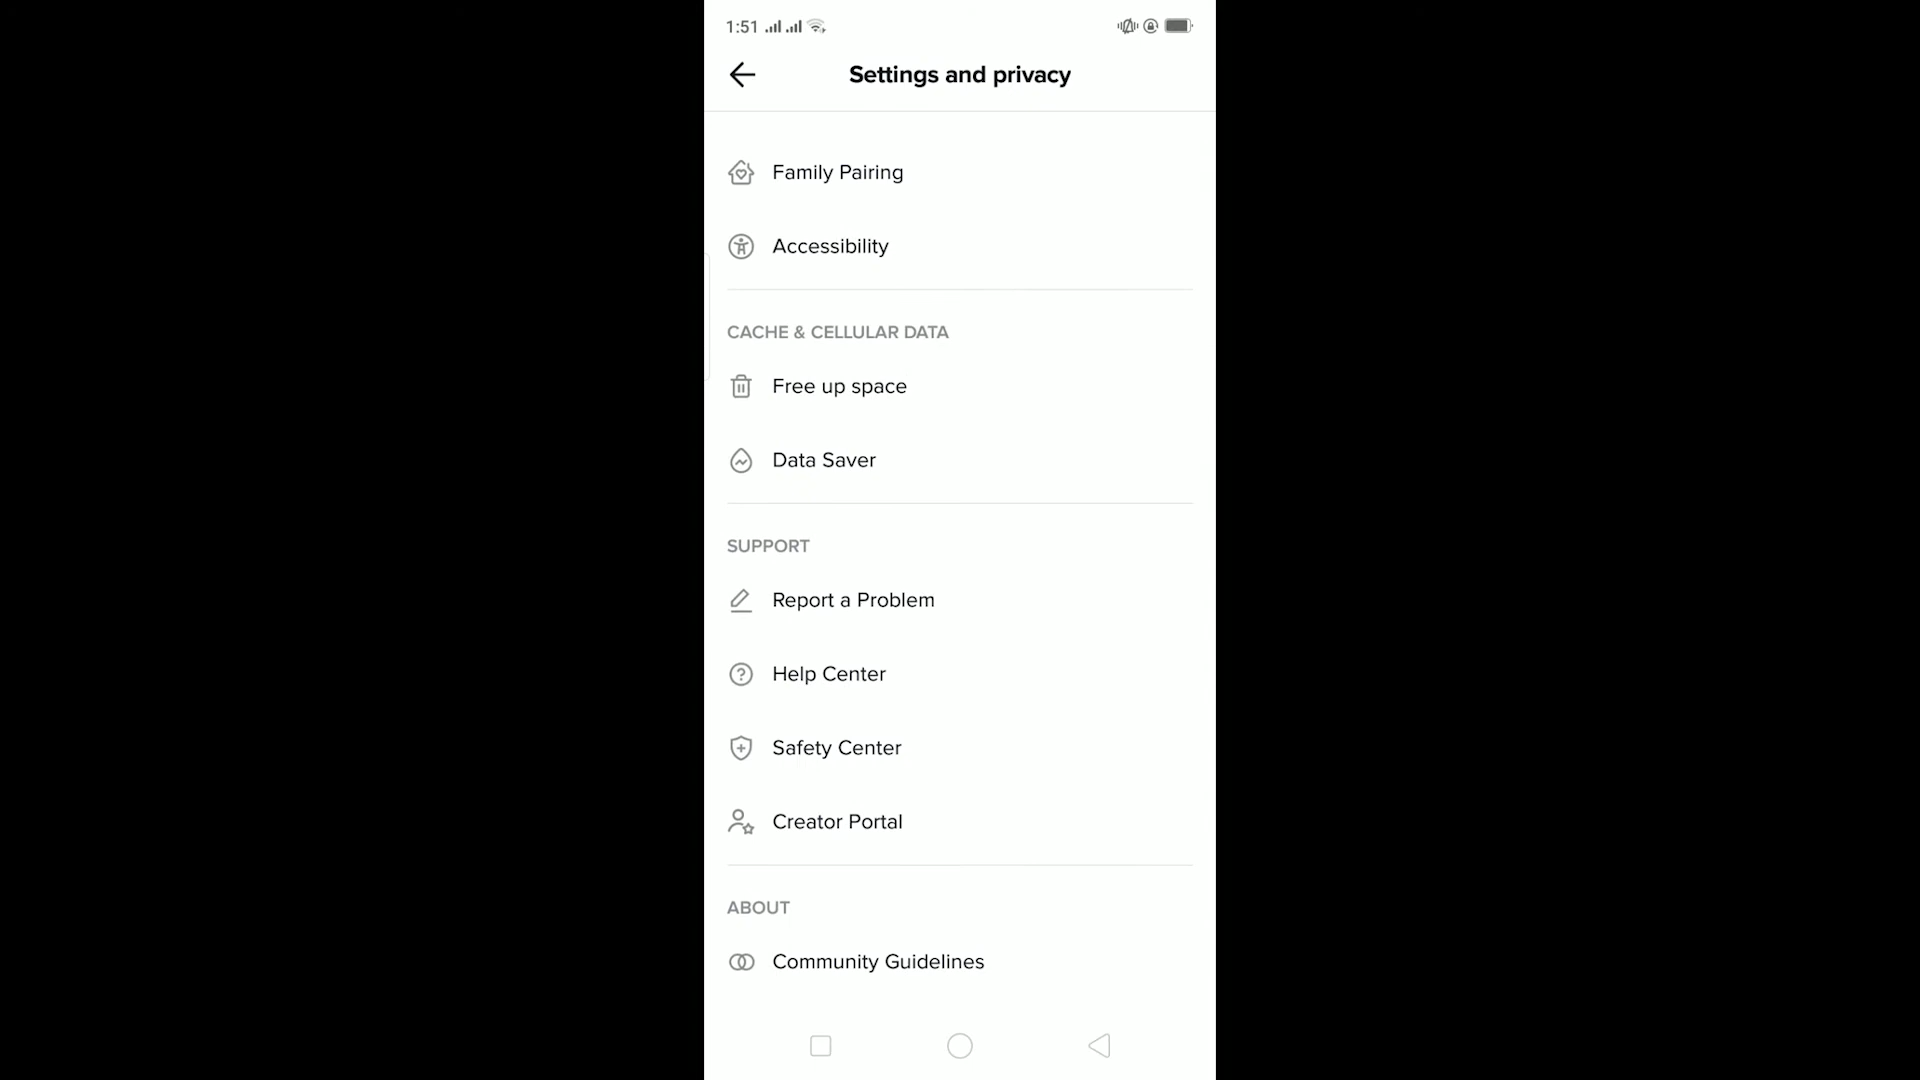 1:51
Settings and privacy
Family Pairing
Accessibility
CACHE & CELLULAR DATA
Free up space
Data Saver
SUPPORT
Report a Problem
Help Center
Safety Center
Creator Portal
ABOUT
Community Guidelines